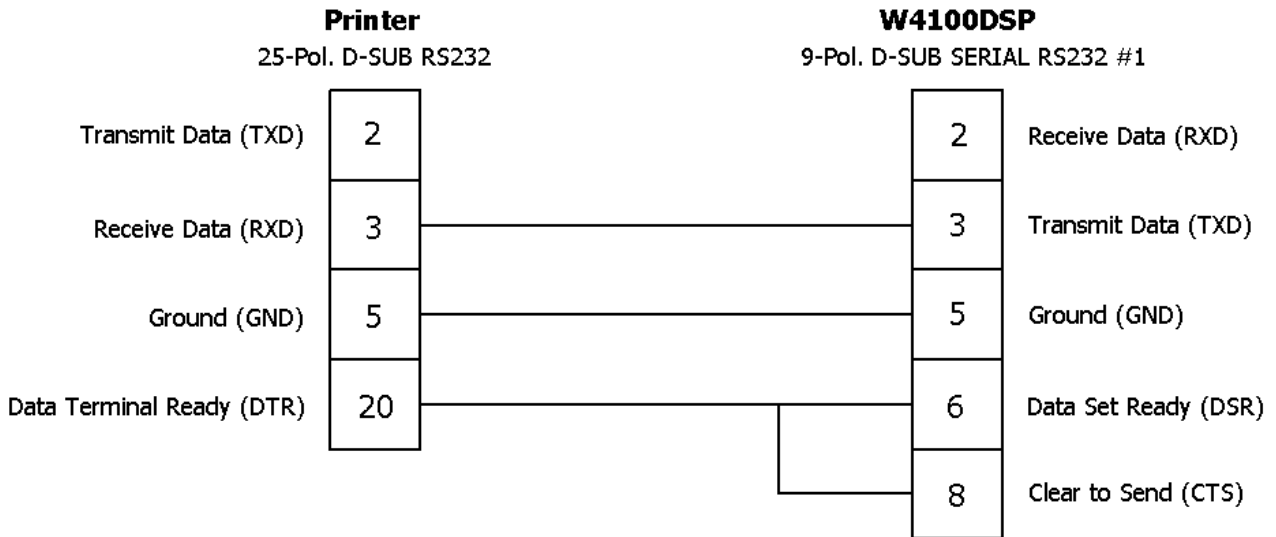 Printer
25-Pol. D-SUB RS232
Transmit Data (TXD) 2
Receive Data (RXD) 3
Ground (GND) 5
Data Terminal Ready (DTR) 20
W4100DSP
9-Pol. D-SUB SERIAL RS232 #1
2 Receive Data (RXD)
3 Transmit Data (TXD)
5 Ground (GND)
6 Data Set Ready (DSR)
8 Clear to Send (CTS)